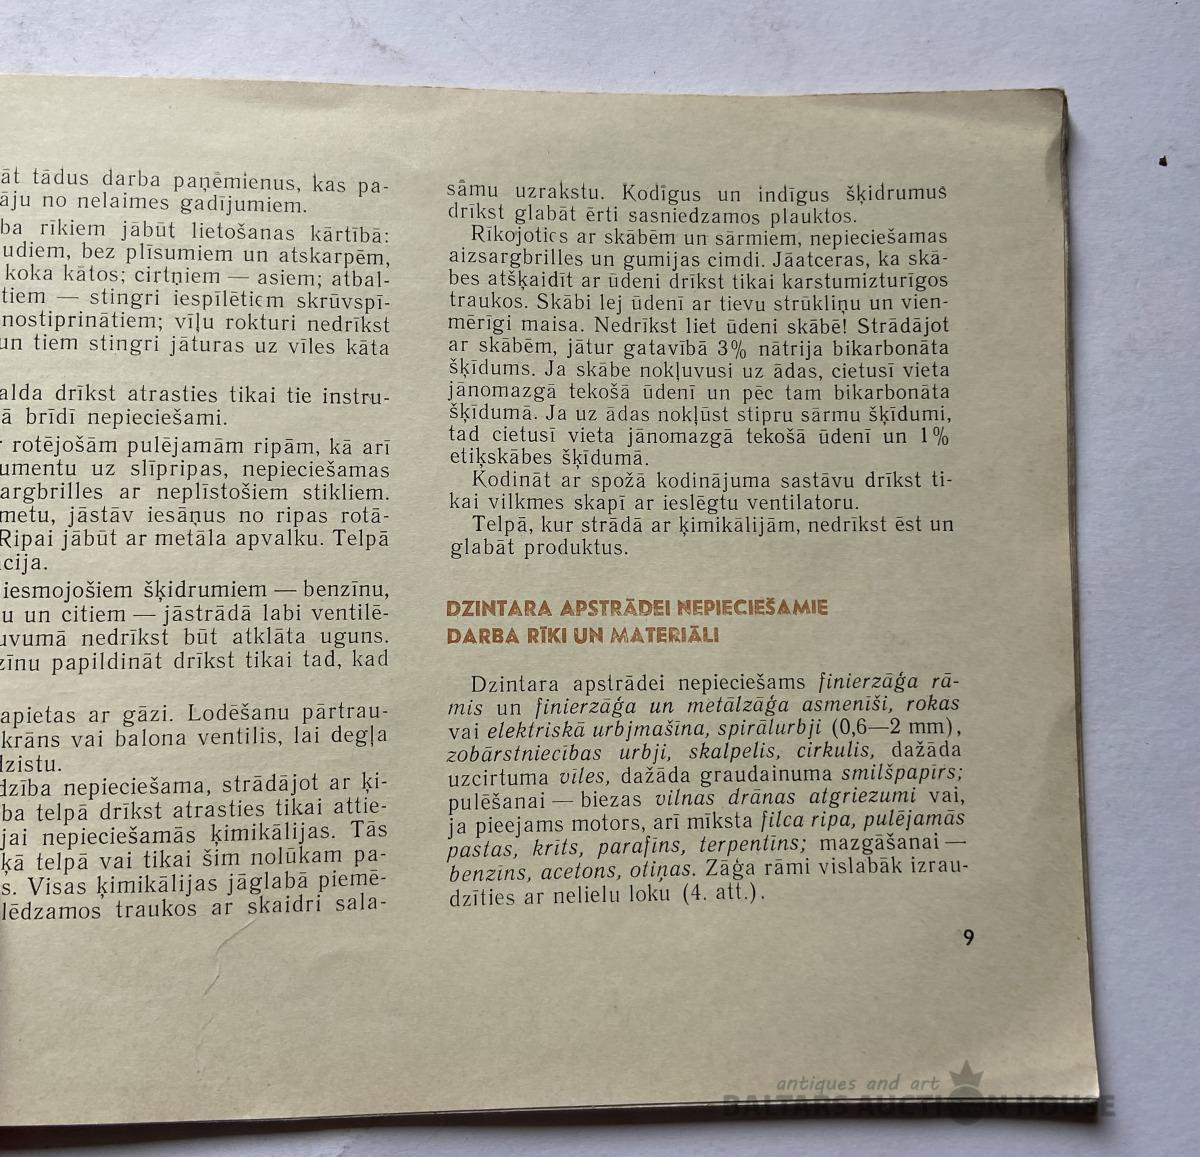 āt tādus darba paņēmienus, kas pa-
āju no nelaimes gadījumiem.
ba rīkiem jābūt lietošanas kārtībā:
udiem, bez plīsumiem un atskarpēm,
koka kātos; cirtņiem — asiem; atbal-
tiem — stingri iespīlētiem skrūvspī-
nostiprinātiem; vīļu rokturi nedrīkst
un tiem stingri jāturas uz vīles kāta
alda drīkst atrasties tikai tie instru-
ā brīdī nepieciešami.
r rotējošām pulējamām ripām, kā arī
umentu uz slīpripas, nepieciešamas
argbrilles ar neplīstošiem stikliem.
metu, jāstāv iesāņus no ripas rotā-
Ripai jābūt ar metāla apvalku. Telpā
cija.
iesmojošiem šķidrumiem — benzīnu,
u un citiem — jāstrādā labi ventilē-
uvumā nedrīkst būt atklāta uguns.
zīnu papildināt drīkst tikai tad, kad
apietas ar gāzi. Lodēšanu pārtrau-
krāns vai balona ventilis, lai degļa
dzistu.
dzība nepieciešama, strādājot ar ķi-
ba telpā drīkst atrasties tikai attie-
jai nepieciešamās ķimikālijas. Tās
ķā telpā vai tikai šim nolūkam pa-
s. Visas ķimikālijas jāglabā piemē-
lēdzamos traukos ar skaidri sala-
sāmu uzrakstu. Kodīgus un indīgus šķidrumus
drīkst glabāt ērti sasniedzamos plauktos.
Rīkojoties ar skābēm un sārmiem, nepieciešamas
aizsargbrilles un gumijas cimdi. Jāatceras, ka skā-
bes atšķaidīt ar ūdeni drīkst tikai karstumizturīgos
traukos. Skābi lej ūdenī ar tievu strūkliņu un vien-
mērīgi maisa. Nedrīkst liet ūdeni skābē! Strādājot
ar skābēm, jātur gatavībā 3% nātrija bikarbonāta
šķīdums. Ja skābe nokļuvusi uz ādas, cietusī vieta
jānomazgā tekošā ūdenī un pēc tam bikarbonāta
šķīdumā. Ja uz ādas nokļūst stipru sārmu šķīdumi,
tad cietusī vieta jānomazgā tekošā ūdenī un 1%
etiķskābes šķīdumā.
Kodināt ar spožā kodinājuma sastāvu drīkst ti-
kai vilkmes skapī ar ieslēgtu ventilatoru.
Telpā, kur strādā ar ķimikālijām, nedrīkst ēst un
glabāt produktus.
DZINTARA APSTRĀDEI NEPIECIEŠAMIE
DARBA RĪKI UN MATERIĀLI
Dzintara apstrādei nepieciešams finierzāģa rā-
mis un finierzāģa un metālzāģa asmenīši, rokas
vai elektriskā urbjmašīna, spirālurbji (0,6—2 mm),
zobārstniecības urbji, skalpelis, cirkulis, dažāda
uzcirtuma vīles, dažāda graudainuma smilšpapīrs;
pulēšanai — biezas vilnas drānas atgriezumi vai,
ja pieejams motors, arī mīksta filca ripa, pulējamās
pastas, krīts, parafīns, terpentīns; mazgāšanai —
benzīns, acetons, otiņas. Zāģa rāmi vislabāk izrau-
dzīties ar nelielu loku (4. att.).
9
antiques and art
BALTARS AUCTION HOUSE